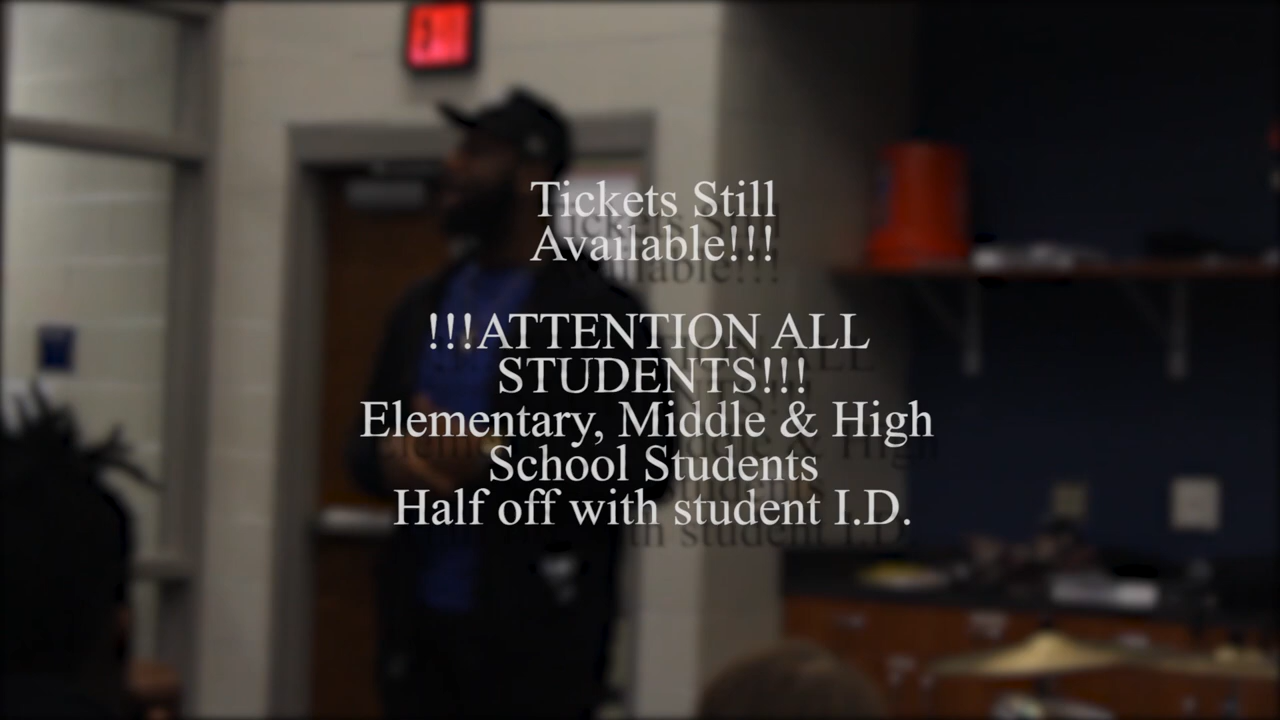 Tickets Still
Available!!!
!!!ATTENTION ALL
STUDENTS!!!
Elementary, Middle & High
School Students
Half off with student I.D.